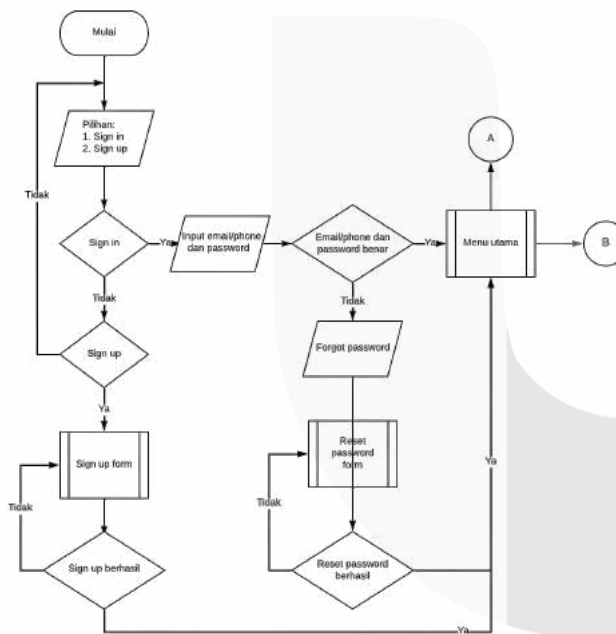 Mulai
Pilihan:
1. Sign in
2. Sign up
Tidak
Sign in
Ya
Input email/phone
dan password
Email/phone dan
password benar
Ya
Menu utama
A
B
Tidak
Sign up
Tidak
Forgot password
Ya
Sign up form
Tidak
Sign up berhasil
Reset
password
form
Tidak
Reset password
berhasil
Ya
Ya